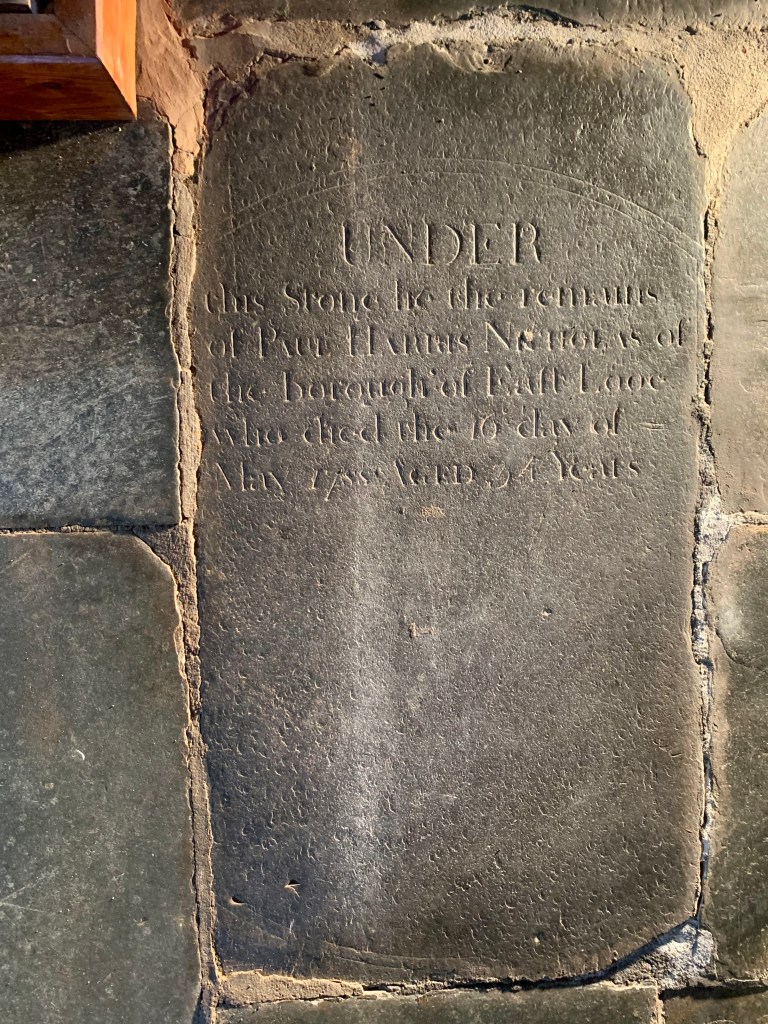 UNDER
this Stone lie the remains
of PAUL HARRIS NICHOLAS of
the borough of Eaſt Looe
who died the 16 day of =
May 1788 AGED 34 Years